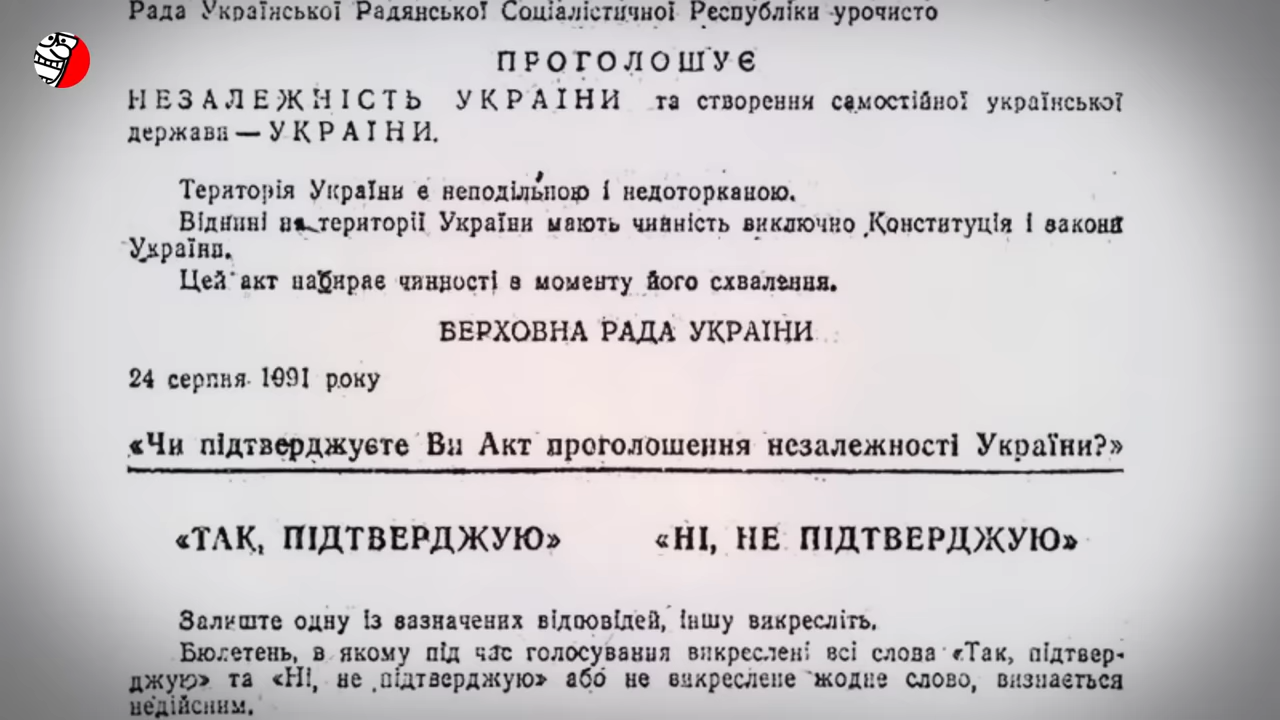 Рада Української Радянської Соціалістичної Республіки урочисто
ПРОГОЛОШУЄ
НЕЗАЛЕЖНІСТЬ УКРАЇНИ та створення самостійної української
держави — УКРАЇНИ.
Територія України є неподільною і недоторканою.
Віднині на території України мають чинність виключно Конституція і закони
України.
Цей акт набирає чинності з моменту його схвалення.
ВЕРХОВНА РАДА УКРАЇНИ
24 серпня 1991 року
«Чи підтверджуєте Ви Акт проголошення незалежності України?»
«ТАК, ПІДТВЕРДЖУЮ» «НІ, НЕ ПІДТВЕРДЖУЮ»
Залиште одну із зазначених відповідей, іншу викресліть.
Бюлетень, в якому під час голосування викреслені всі слова «Так, підтвер-
джую» та «Ні, не підтверджую» або не викреслене жодне слово, визнається
недійсним.